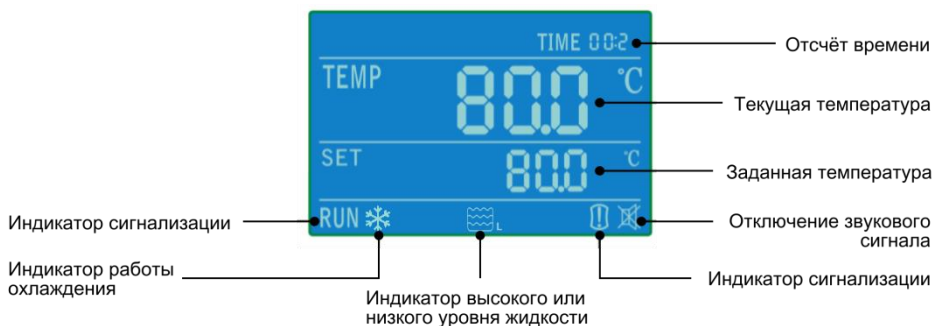 TIME 00:2
Отсчёт времени
TEMP 80.0 °C
Текущая температура
SET 80.0 °C
Заданная температура
Индикатор сигнализации
RUN
L
Отключение звукового
сигнала
Индикатор работы
охлаждения
Индикатор сигнализации
Индикатор высокого или
низкого уровня жидкости